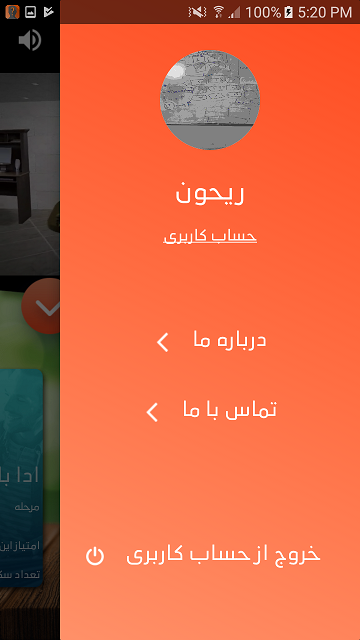 100% 5:20 PM
ریحون
حساب کاربری
درباره ما
تماس با ما
خروج از حساب کاربری
ادا با
مرحله
امتیاز این
تعداد سک